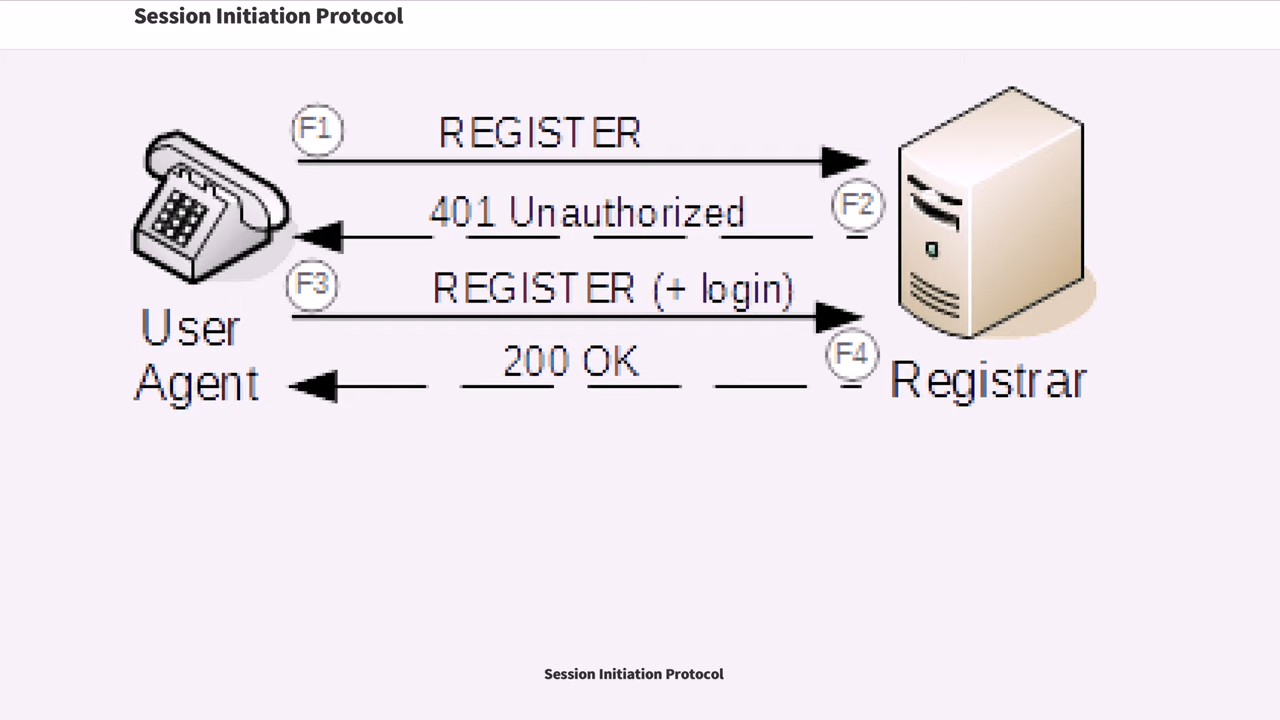 Session Initiation Protocol
F1
REGISTER
401 Unauthorized
F2
F3
REGISTER (+ login)
200 OK
F4
User
Agent
Registrar
Session Initiation Protocol